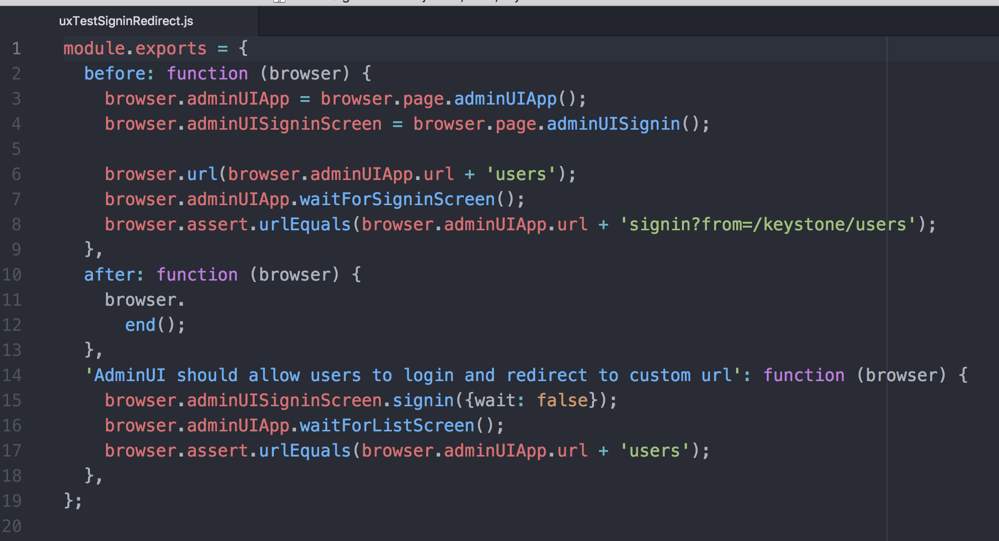 uxTestSigninRedirect.js
1 module.exports = {
2 before: function (browser) {
3 browser.adminUIApp = browser.page.adminUIApp();
4 browser.adminUISigninScreen = browser.page.adminUISignin();
5
6 browser.url(browser.adminUIApp.url + 'users');
7 browser.adminUIApp.waitForSigninScreen();
8 browser.assert.urlEquals(browser.adminUIApp.url + 'signin?from=/keystone/users');
9 },
10 after: function (browser) {
11 browser.
12 end();
13 },
14 'AdminUI should allow users to login and redirect to custom url': function (browser) {
15 browser.adminUISigninScreen.signin({wait: false});
16 browser.adminUIApp.waitForListScreen();
17 browser.assert.urlEquals(browser.adminUIApp.url + 'users');
18 },
19 };
20